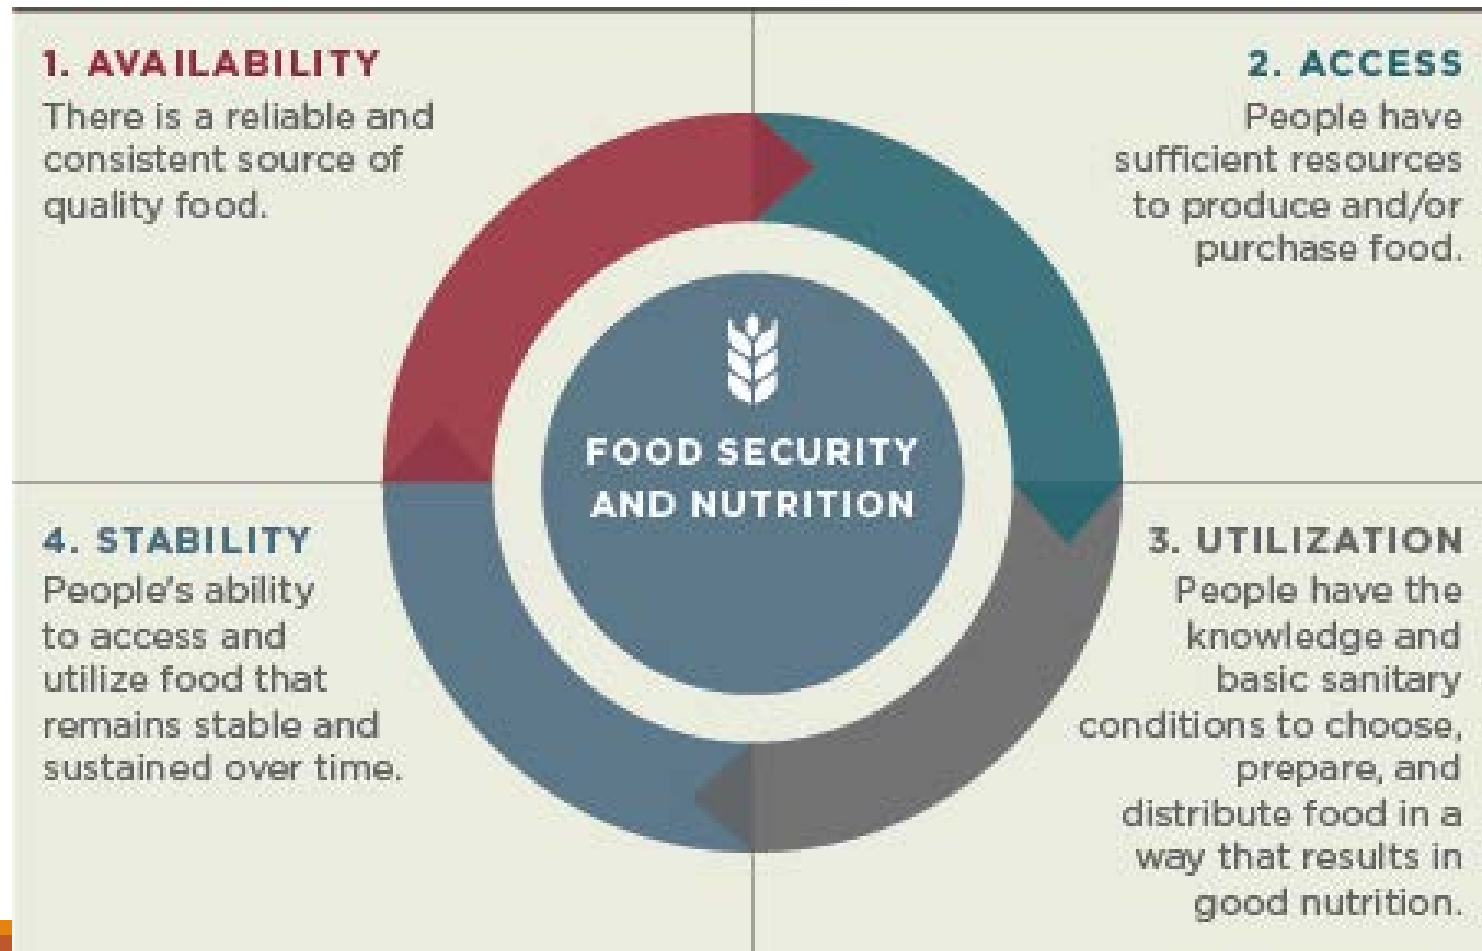 1. AVAILABILITY
There is a reliable and
consistent source of
quality food.
2. ACCESS
People have
sufficient resources
to produce and/or
purchase food.
FOOD SECURITY
AND NUTRITION
3. UTILIZATION
People have the
knowledge and
basic sanitary
conditions to choose,
prepare, and
distribute food in a
way that results in
good nutrition.
4. STABILITY
People's ability
to access and
utilize food that
remains stable and
sustained over time.